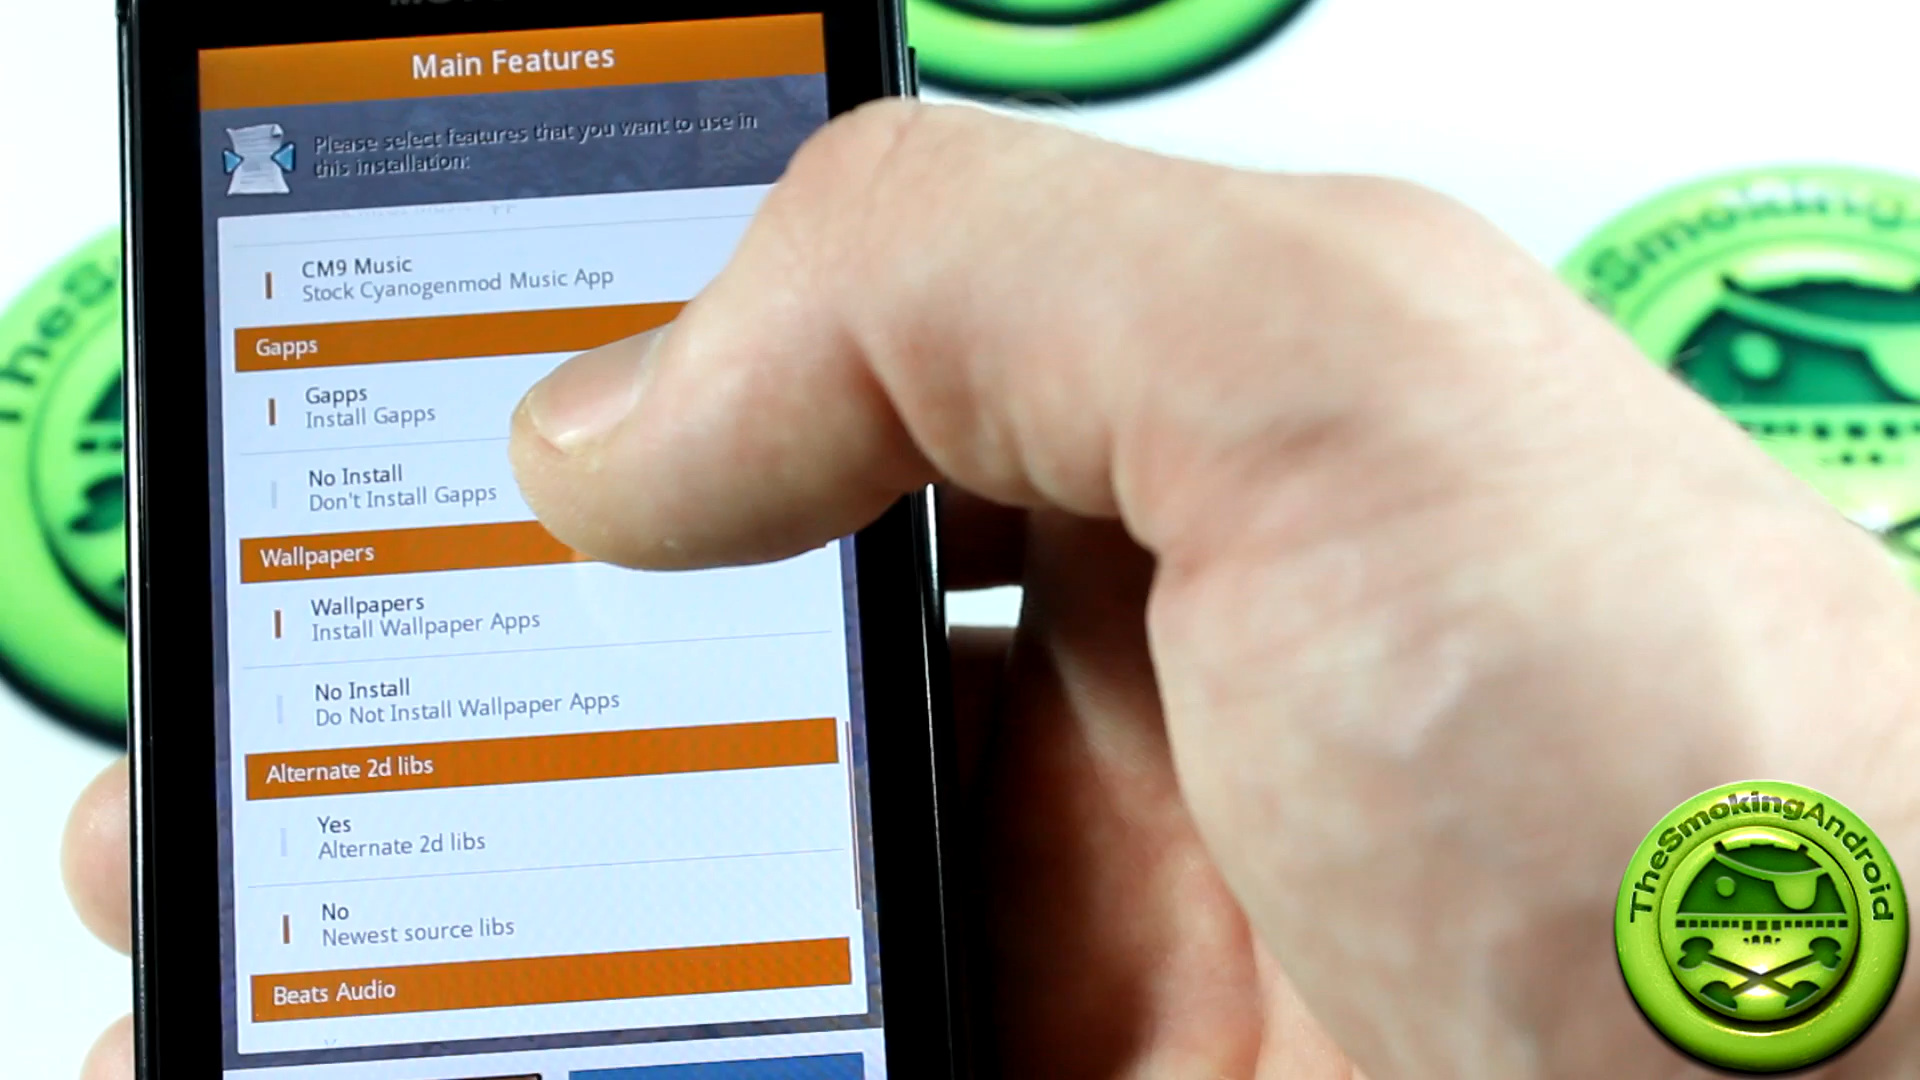 Main Features
Please select features that you want to use in
this installation:
CM9 Music
Stock Cyanogenmod Music App
Gapps
Gapps
Install Gapps
No Install
Don't Install Gapps
Wallpapers
Wallpapers
Install Wallpaper Apps
No Install
Do Not Install Wallpaper Apps
Alternate 2d libs
Yes
Alternate 2d libs
No
Newest source libs
Beats Audio
TheSmokingAndroid
TheS
eSmoking